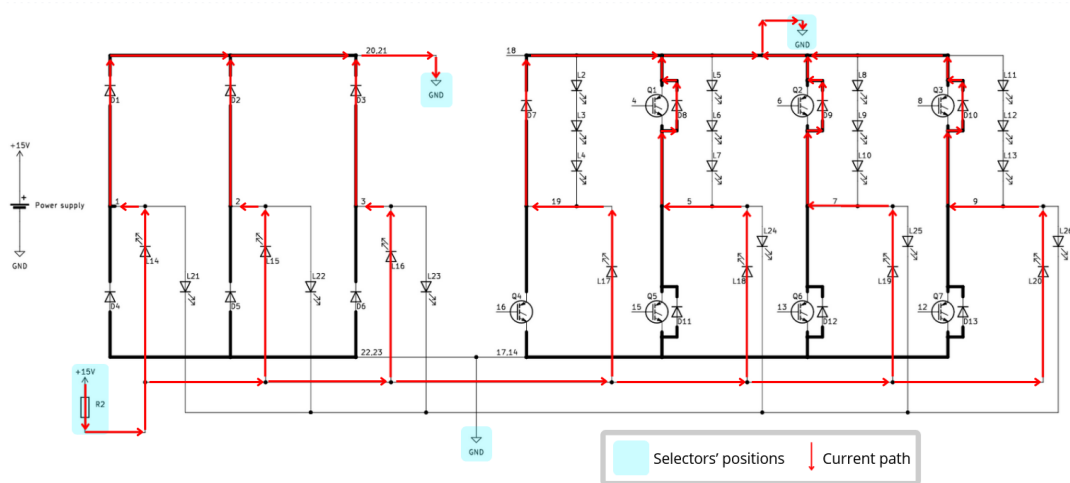 20,21
GND
18
GND
D1
D2
D3
D7
L2
L3
L4
Q1
4
D8
L5
L6
L7
Q2
6
D9
L8
L9
L10
Q3
8
D10
L11
L12
L13
+15V
+
Power supply
GND
1
2
3
19
5
7
9
L14
L15
L16
L17
L18
L19
L20
L21
L22
L23
L24
L25
L26
D4
D5
D6
Q4
16
Q5
15
D11
Q6
13
D12
Q7
12
D13
22,23
17,14
+15V
R2
GND
Selectors' positions
Current path